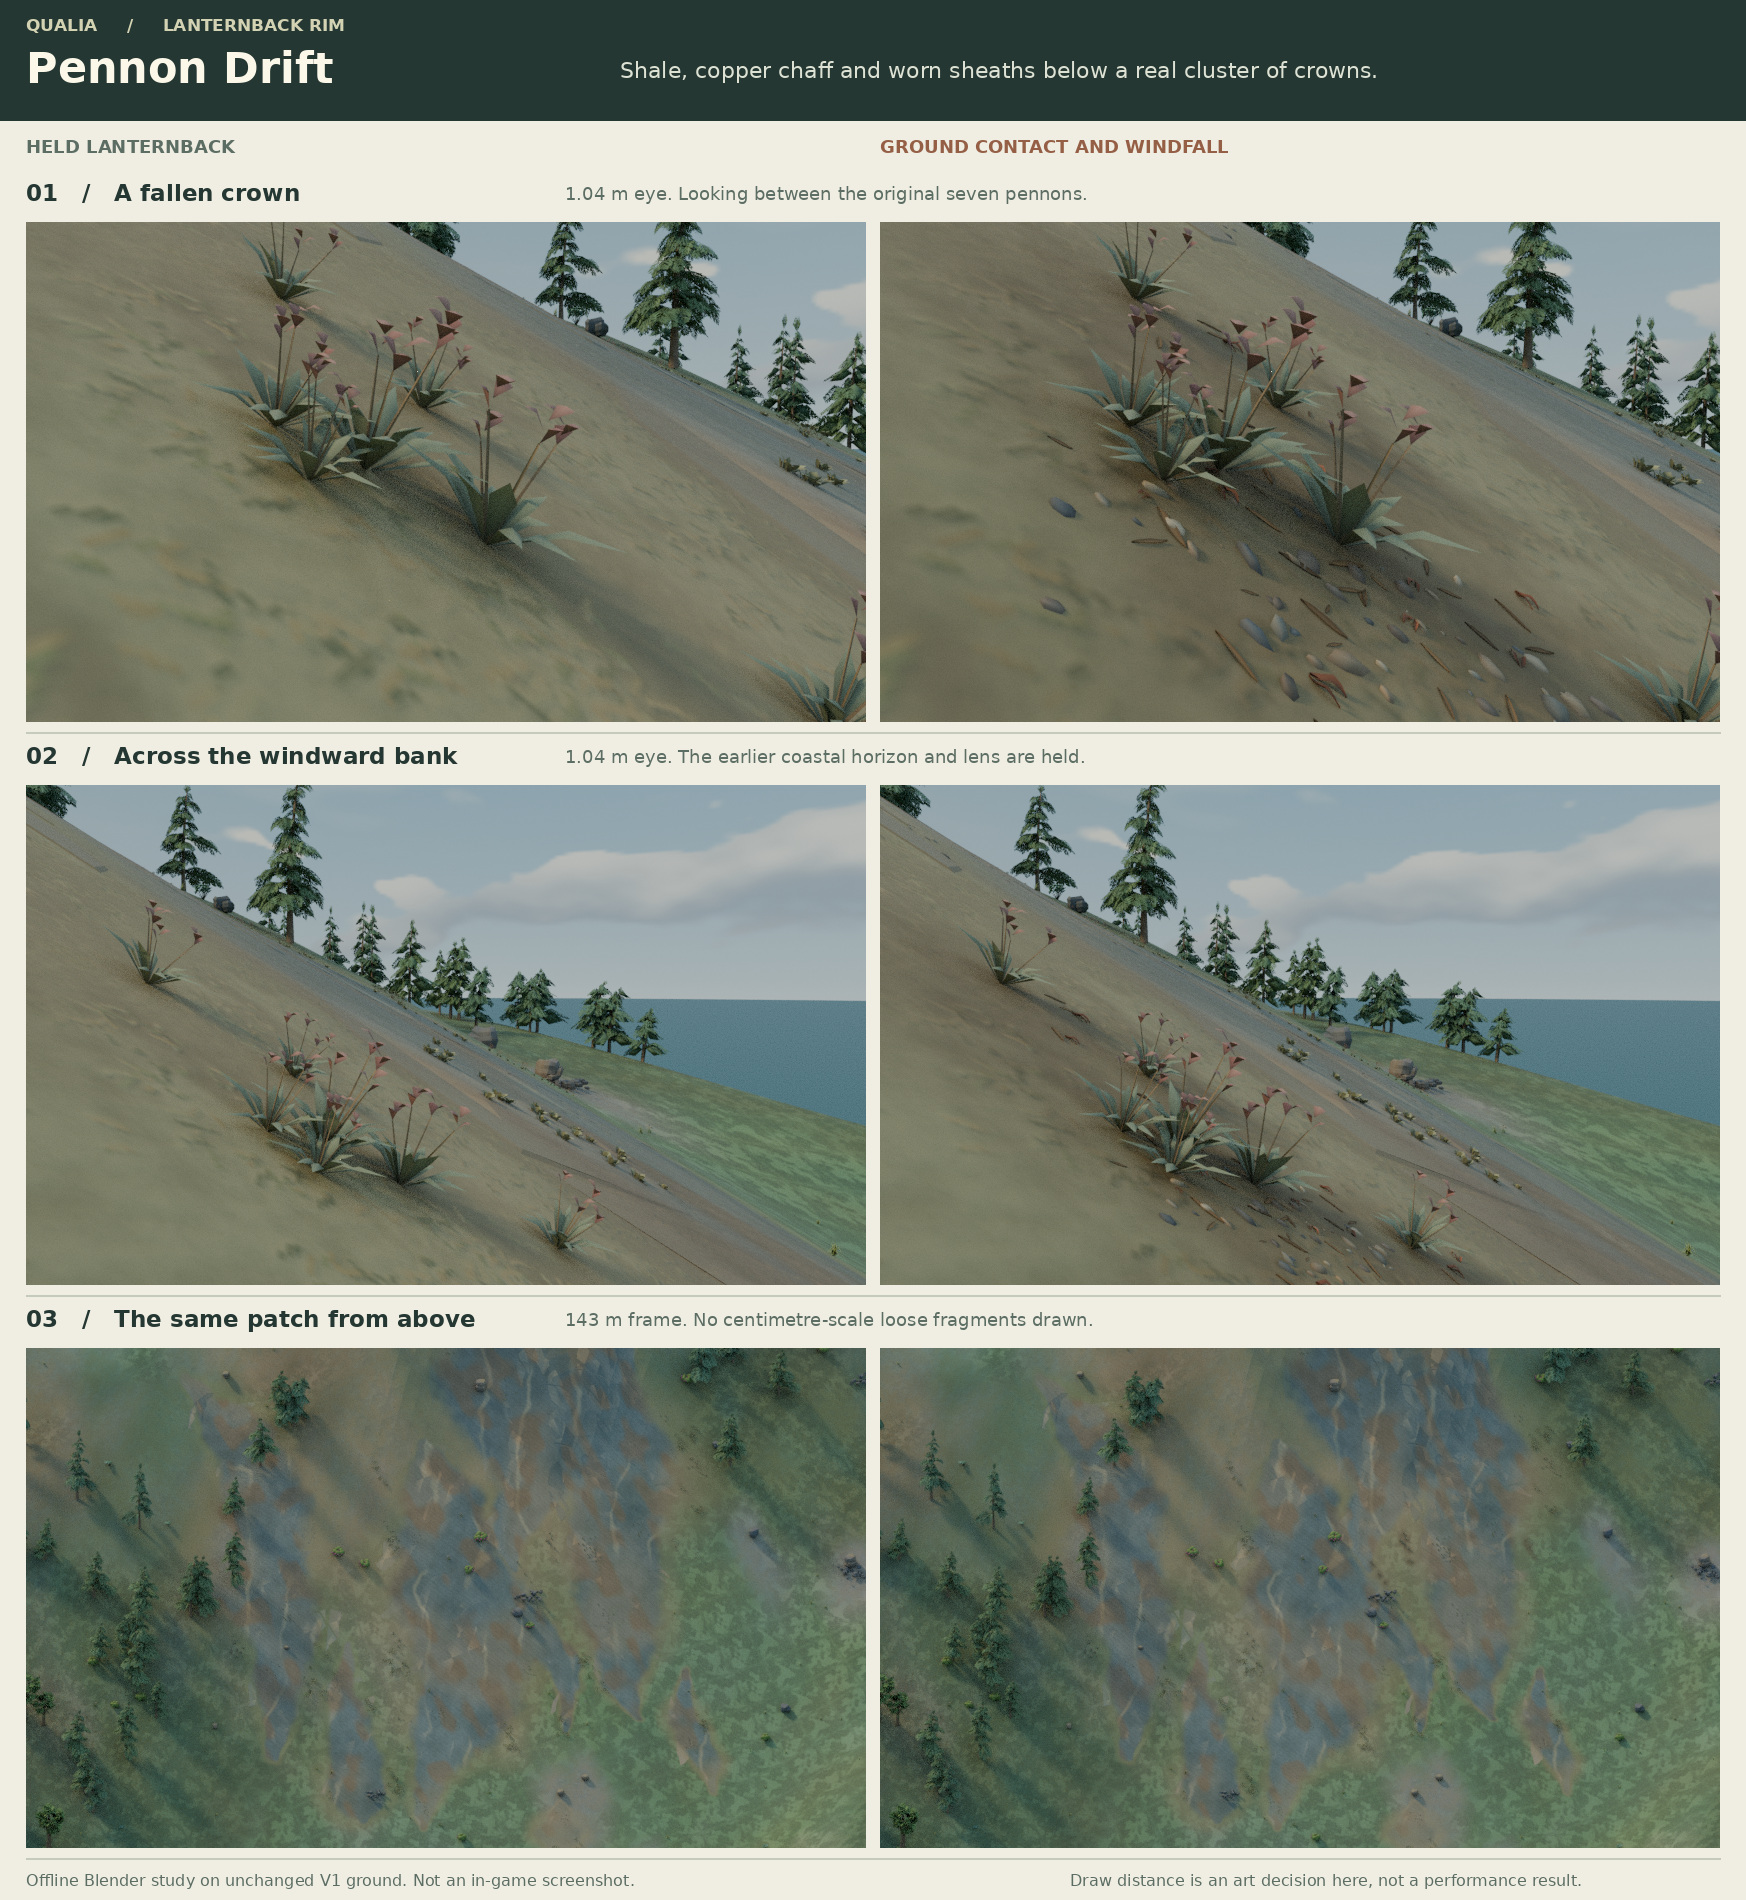 QUALIA / LANTERNBACK RIM
Pennon Drift
Shale, copper chaff and worn sheaths below a real cluster of crowns.
HELD LANTERNBACK
GROUND CONTACT AND WINDFALL
01 / A fallen crown
1.04 m eye. Looking between the original seven pennons.
02 / Across the windward bank
1.04 m eye. The earlier coastal horizon and lens are held.
03 / The same patch from above
143 m frame. No centimetre-scale loose fragments drawn.
Offline Blender study on unchanged V1 ground. Not an in-game screenshot.
Draw distance is an art decision here, not a performance result.